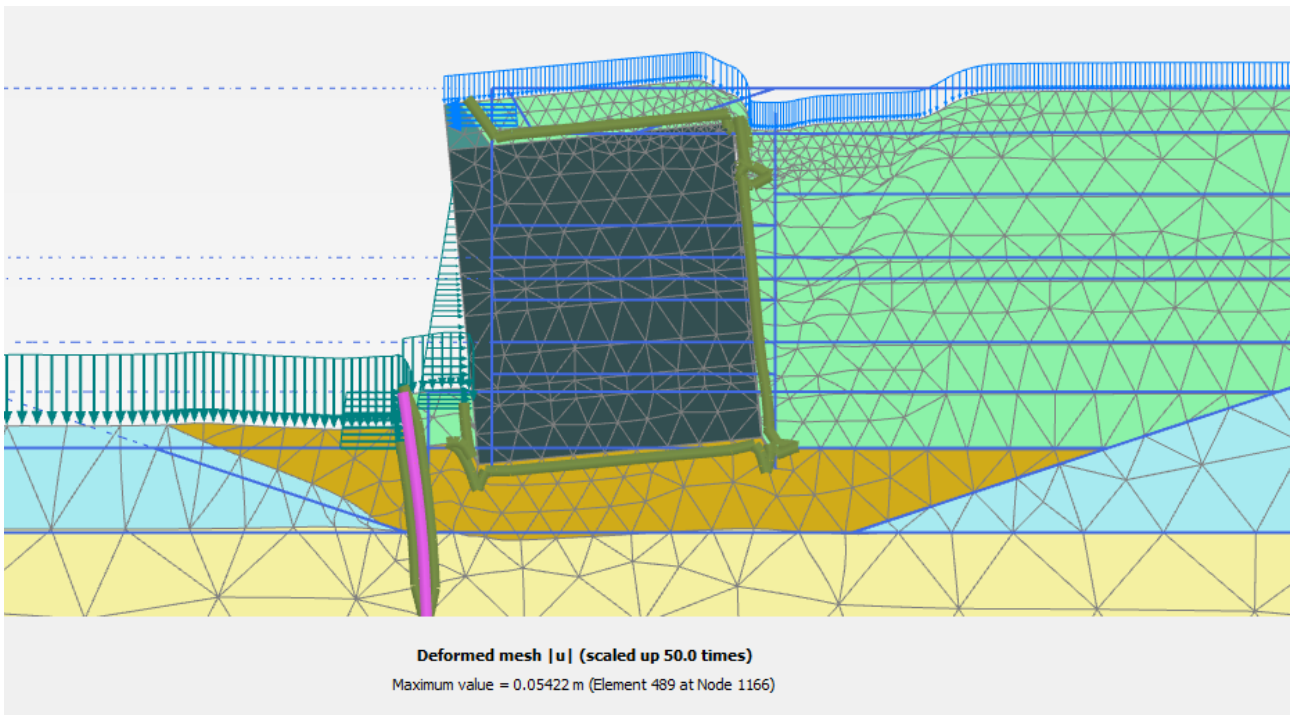 Deformed mesh |u| (scaled up 50.0 times)
Maximum value = 0.05422 m (Element 489 at Node 1166)